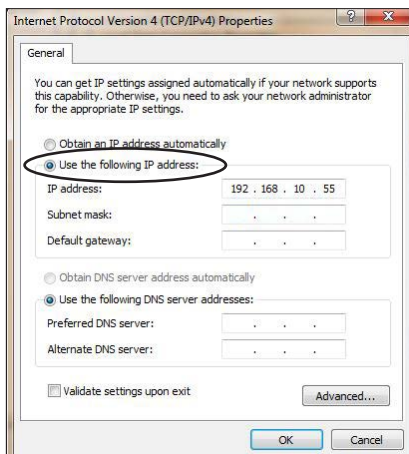 Internet Protocol Version 4 (TCP/IPv4) Properties
General
You can get IP settings assigned automatically if your network supports
this capability. Otherwise, you need to ask your network administrator
for the appropriate IP settings.
Obtain an IP address automatically
Use the following IP address:
IP address: 192 . 168 . 10 . 55
Subnet mask: . . .
Default gateway: . . .
Obtain DNS server address automatically
Use the following DNS server addresses:
Preferred DNS server: . . .
Alternate DNS server: . . .
Validate settings upon exit
Advanced...
OK Cancel